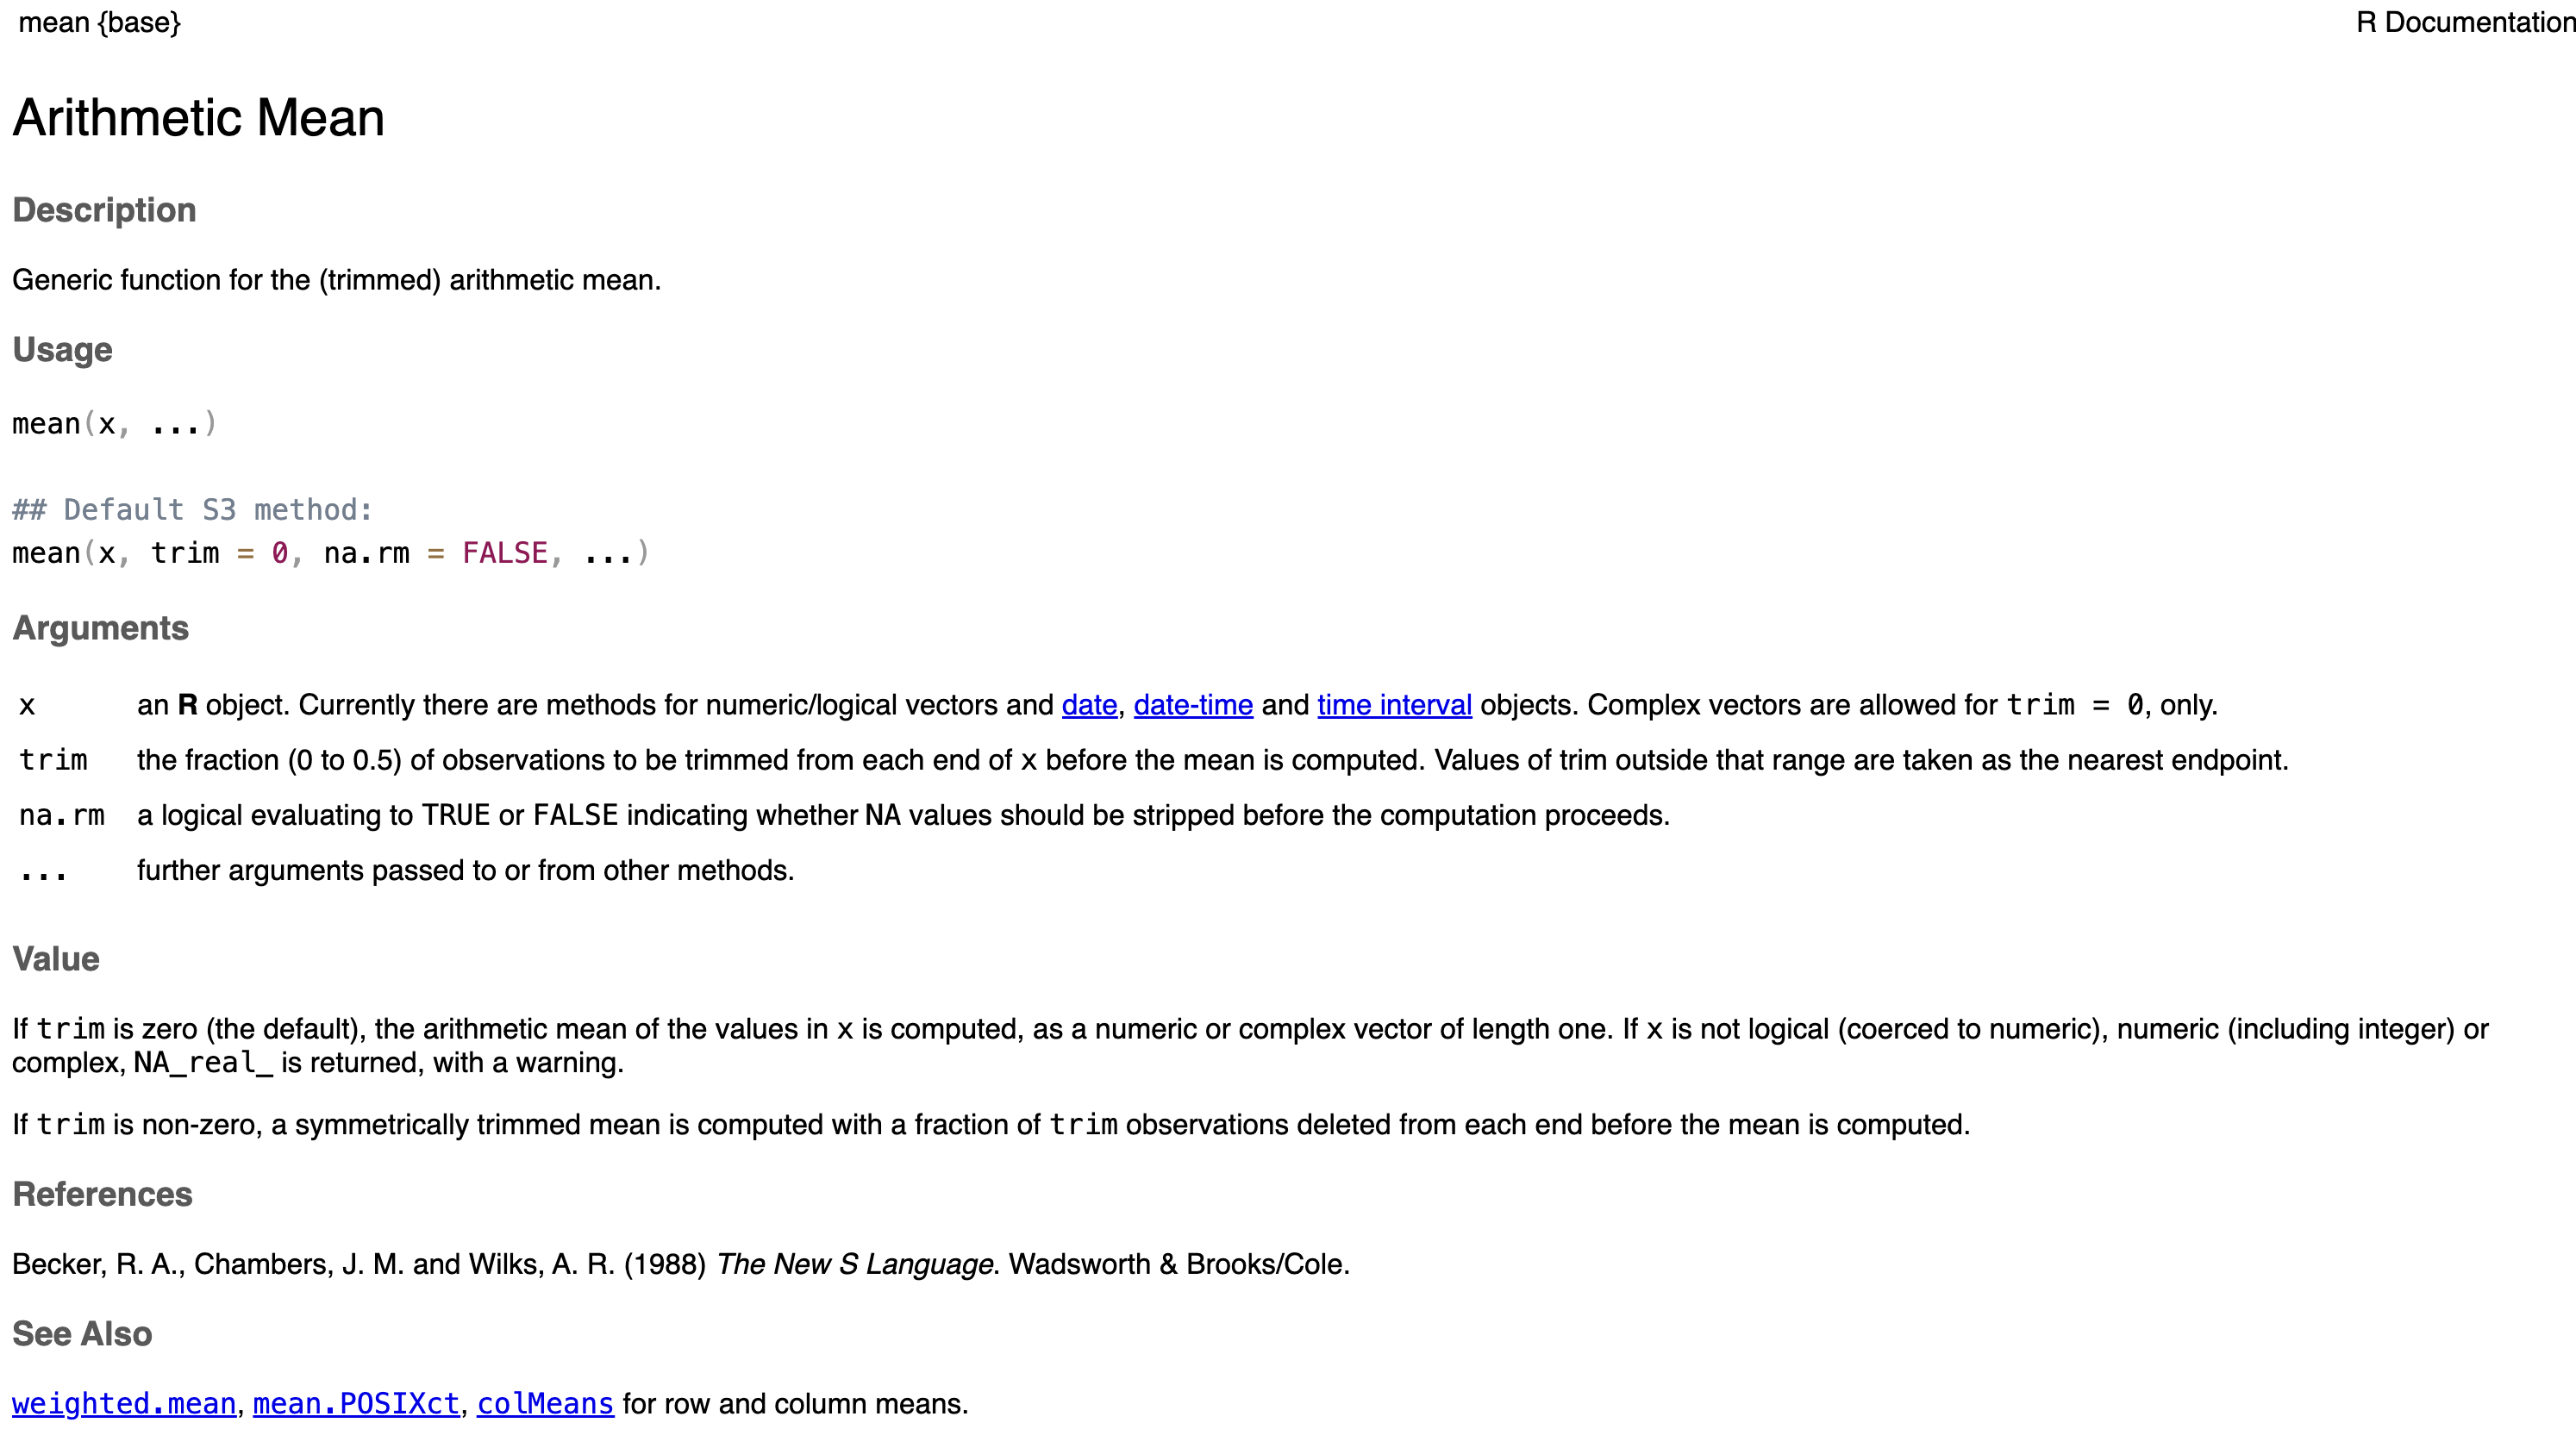 mean {base}
R Documentation
Arithmetic Mean
Description
Generic function for the (trimmed) arithmetic mean.
Usage
mean(x, ...)
## Default S3 method:
mean(x, trim = 0, na.rm = FALSE, ...)
Arguments
x an R object. Currently there are methods for numeric/logical vectors and date, date-time and time interval objects. Complex vectors are allowed for trim = 0, only.
trim the fraction (0 to 0.5) of observations to be trimmed from each end of x before the mean is computed. Values of trim outside that range are taken as the nearest endpoint.
na.rm a logical evaluating to TRUE or FALSE indicating whether NA values should be stripped before the computation proceeds.
... further arguments passed to or from other methods.
Value
If trim is zero (the default), the arithmetic mean of the values in x is computed, as a numeric or complex vector of length one. If x is not logical (coerced to numeric), numeric (including integer) or
complex, NA_real_ is returned, with a warning.
If trim is non-zero, a symmetrically trimmed mean is computed with a fraction of trim observations deleted from each end before the mean is computed.
References
Becker, R. A., Chambers, J. M. and Wilks, A. R. (1988) The New S Language. Wadsworth & Brooks/Cole.
See Also
weighted.mean, mean.POSIXct, colMeans for row and column means.